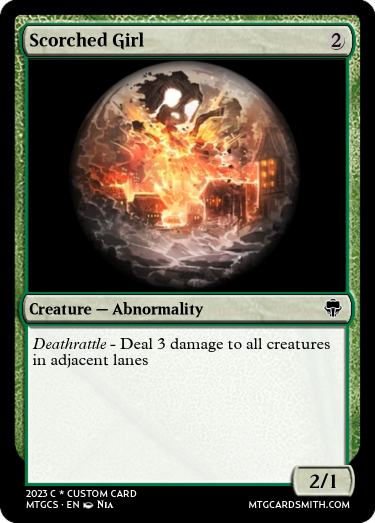 Scorched Girl 2
Creature — Abnormality
Deathrattle - Deal 3 damage to all creatures
in adjacent lanes
2/1
2023 C * CUSTOM CARD
MTGCS · EN Nia MTGCARDSMITH.COM